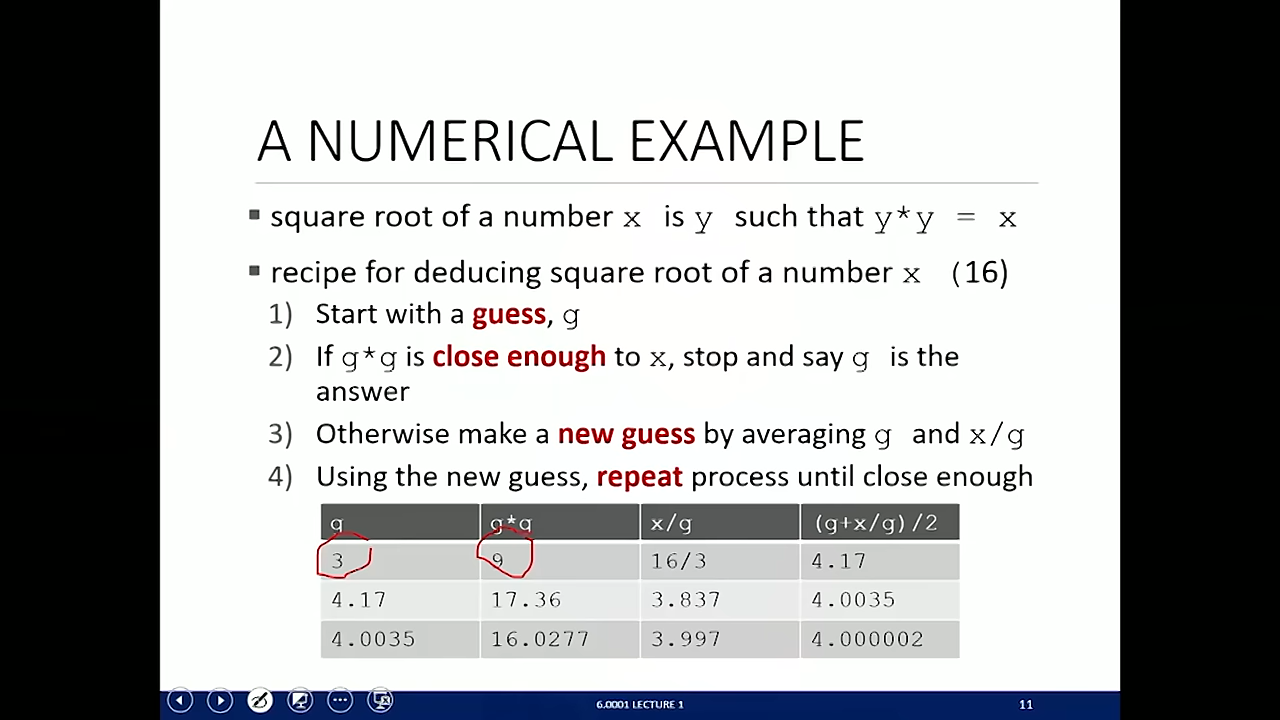 A NUMERICAL EXAMPLE
▪ square root of a number x is y such that y*y = x
▪ recipe for deducing square root of a number x (16)
1) Start with a guess, g
2) If g*g is close enough to x, stop and say g is the
answer
3) Otherwise make a new guess by averaging g and x/g
4) Using the new guess, repeat process until close enough
g g*g x/g (g+x/g)/2
3 9 16/3 4.17
4.17 17.36 3.837 4.0035
4.0035 16.0277 3.997 4.000002
6.0001 LECTURE 1 11